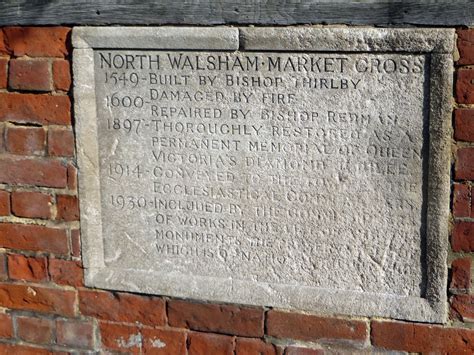 NORTH WALSHAM · MARKET CROSS
1549-BUILT BY BISHOP THIRLBY
1600-DAMAGED BY FIRE
REPAIRED BY BISHOP REDMAN
1897-THOROUGHLY RESTORED AS A
PERMANENT MEMORIAL OF QUEEN
VICTORIA'S DIAMOND JUBILEE
1914-CONVEYED TO THE
ECCLESIASTICAL
1930-INCLUDED BY THE
OF WORKS IN THE
MONUMENTS THE
WHICH IS OF